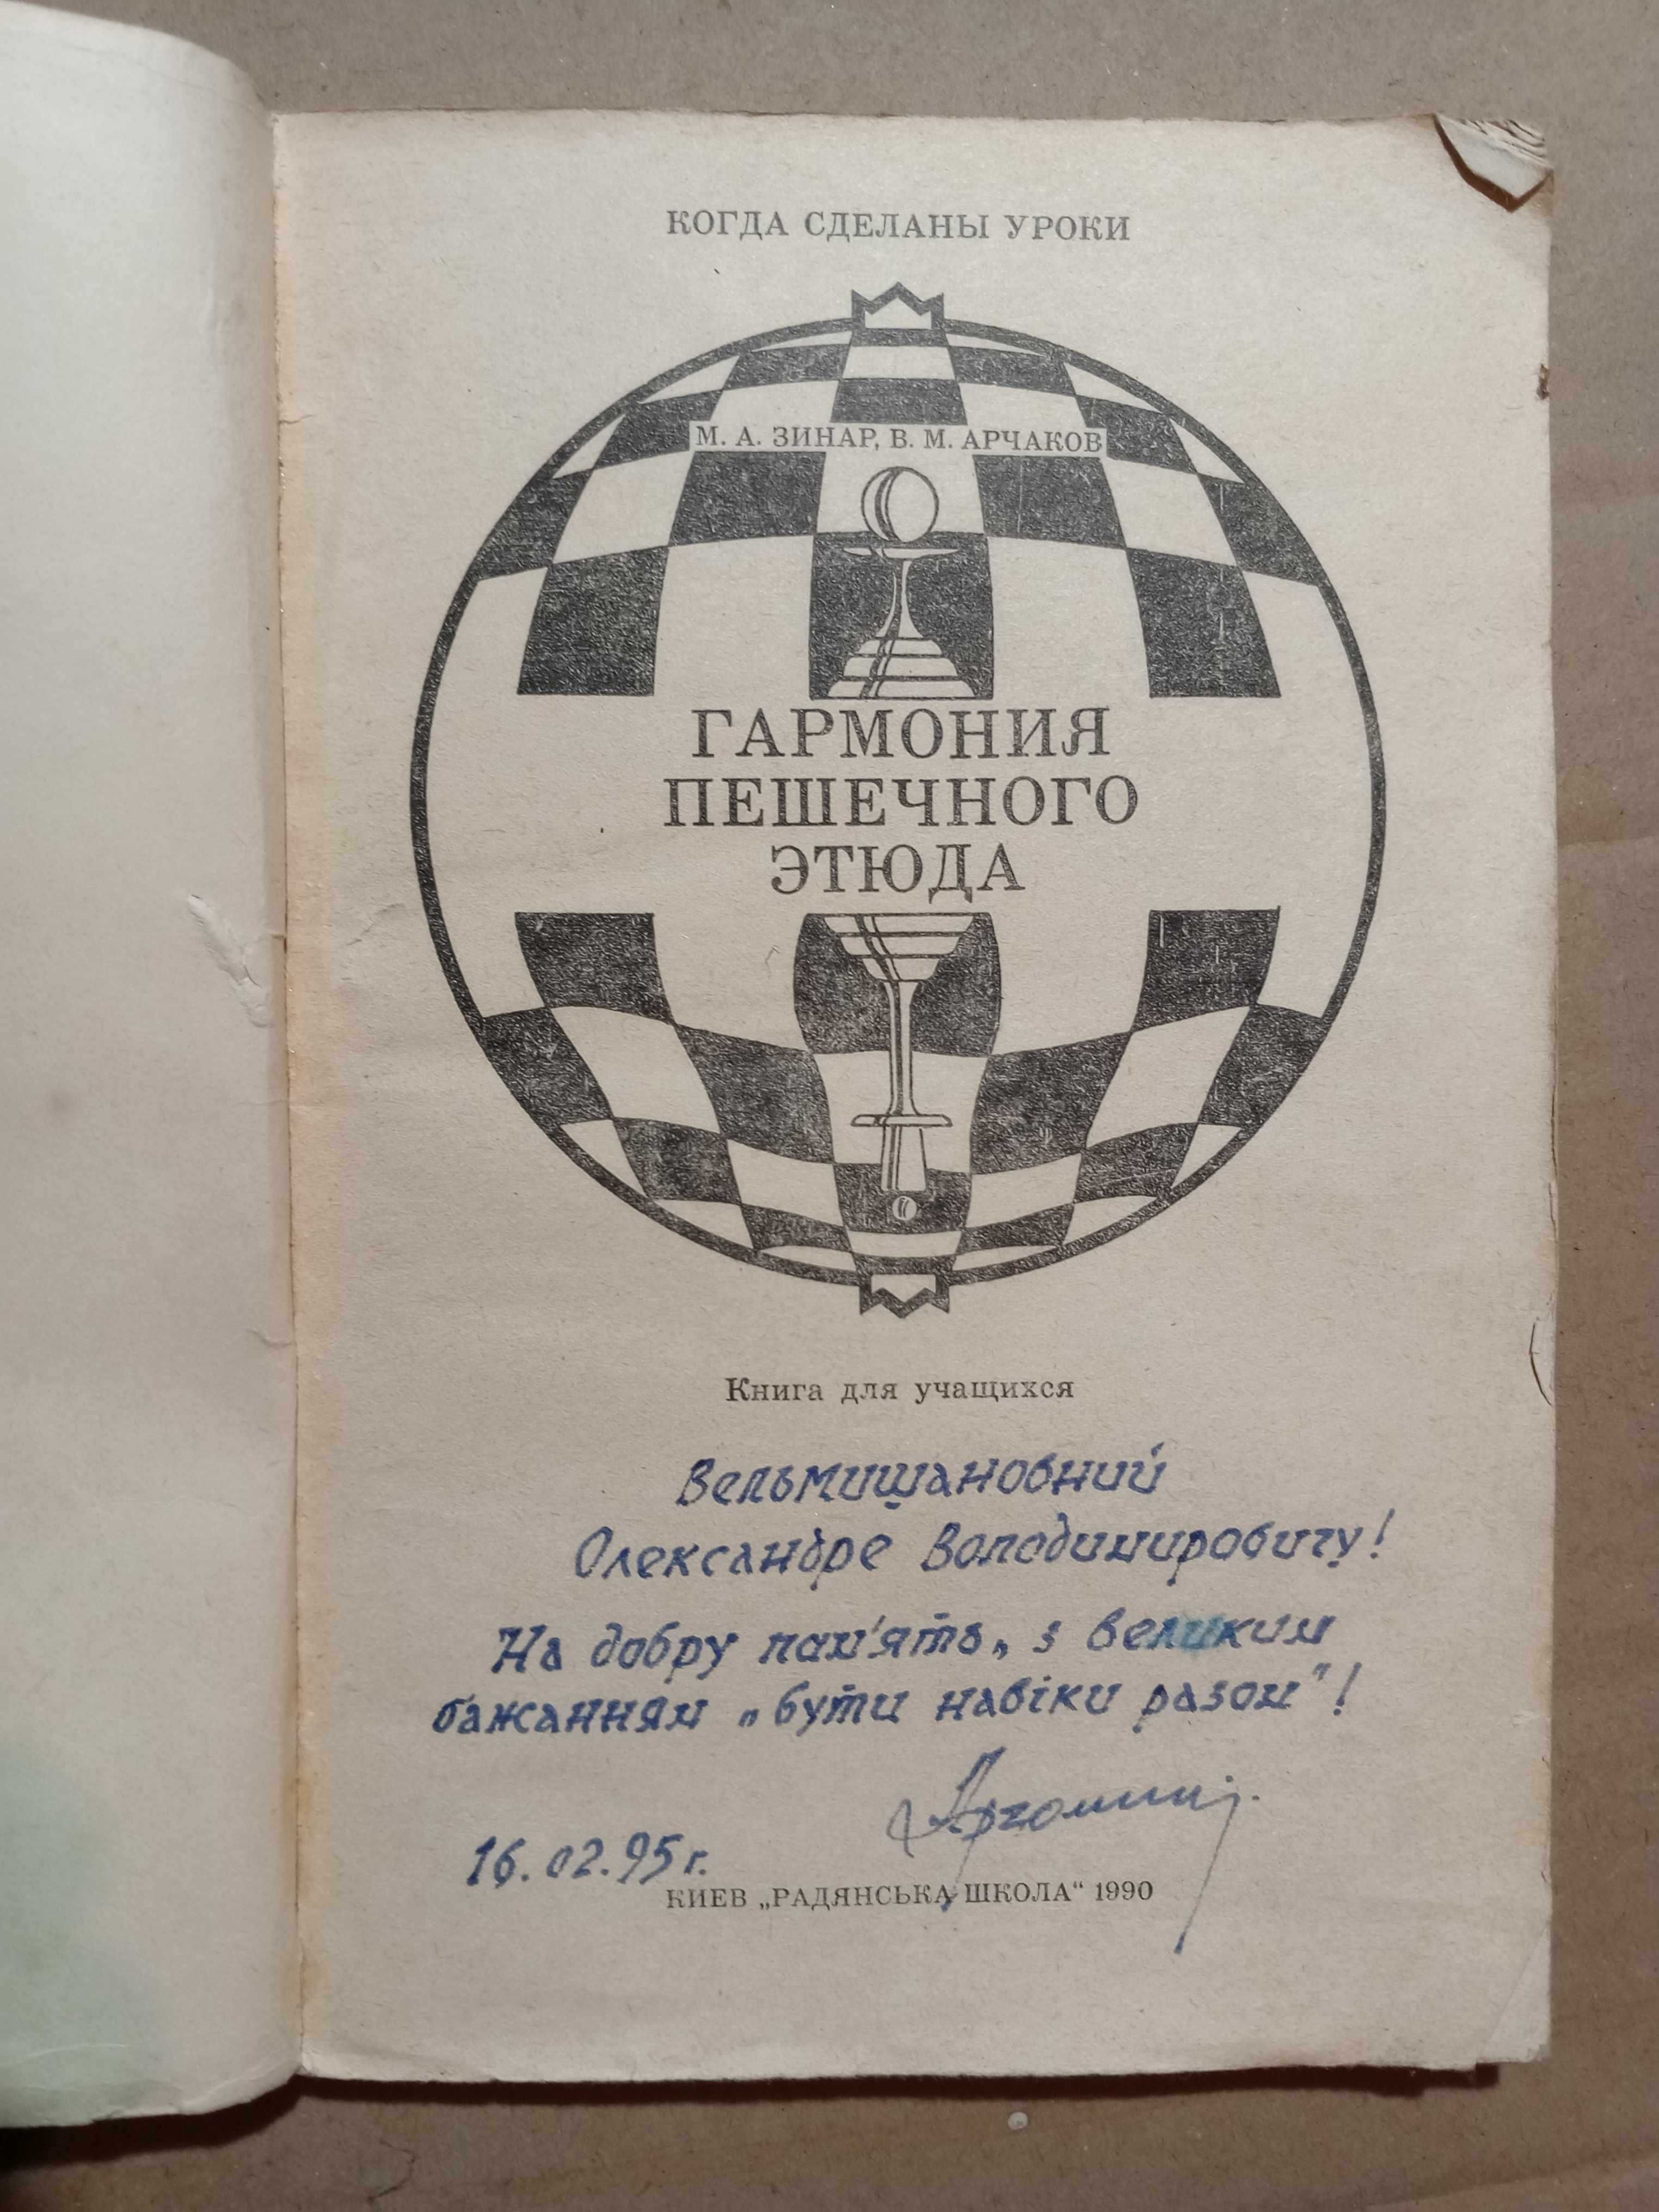 КОГДА СДЕЛАНЫ УРОКИ
М. А. ЗИНАР, В. М. АРЧАКОВ
ГАРМОНИЯ
ПЕШЕЧНОГО
ЭТЮДА
Книга для учащихся
Вельмишановний
Олександре Володимировичу!
На добру пам'ять, з великим
бажанням „бути навіки разом"!
16.02.95 г.
КИЕВ „РАДЯНСЬКА ШКОЛА“ 1990